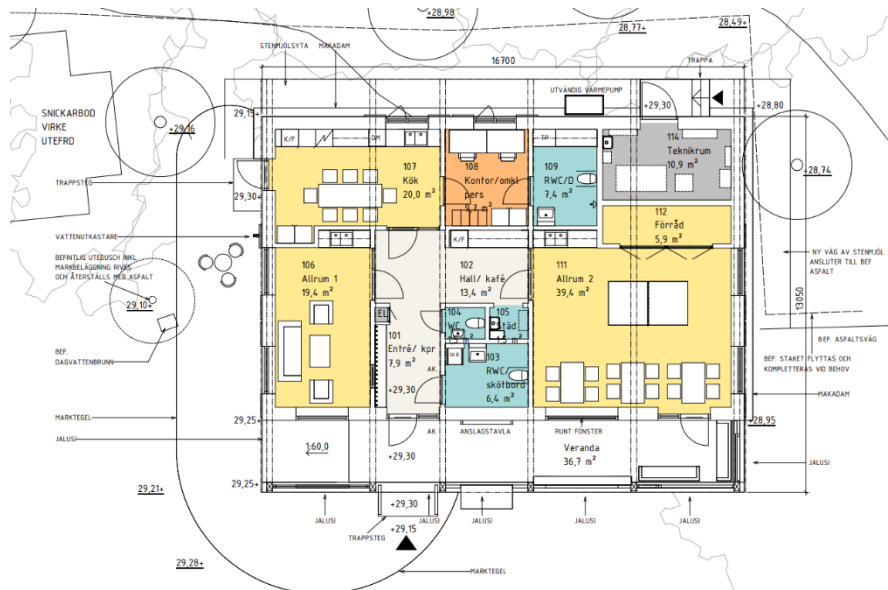 +28,98
28,77+
28,49+
STENMJÖLSYTA
MAKADAM
TRAPPA
16700
UTVÄNDIG VÄRMEPUMP
SNICKARBOD
VIRKE
UTEFRD
29,15+
+29,16
+29,30
+28,80
K/F
DM
TP
114
Teknikrum
10,9 m²
107
Kök
20,0 m²
108
Kontor/omkl
pers
9,7 m²
109
RWC/D
7,4 m²
+28,74
TRAPPSTEG
29,30+
112
Förråd
5,9 m²
VATTENUTKASTARE
K/F
BEFINTLIG UTEDUSCH INKL.
MARKBELÄGGNING RIVES
OCH ÅTERSTÄLLS MED ASFALT
106
Allrum 1
19,4 m²
102
Hall/ kafé
13,4 m²
111
Allrum 2
39,4 m²
NY VÄG AV STENMJÖL
ANSLUTER TILL BEF
ASFALT
13050
29,10+
EL
104
WC
105
Städ
101
Entré/ kpr
7,9 m²
BEF. ASFALTSVÄG
BEF.
DAGVATTENBRUNN
SK.B.
103
RWC/
skötbord
6,4 m²
BEF. STAKET FLYTTAS OCH
KOMPLETTERAS VID BEHOV
AK.
+29,30
MAKADAM
MARKTEGEL
29,25+
+28,95
JALUSI
AK.
ANSLAGSTAVLA
RUNT FÖNSTER
1:60,0
+29,30
Veranda
36,7 m²
JALUSI
29,21+
29,25+
+29,30
JALUSI
JALUSI
JALUSI
JALUSI
JALUSI
TRAPPSTEG
+29,15
29,28+
MARKTEGEL